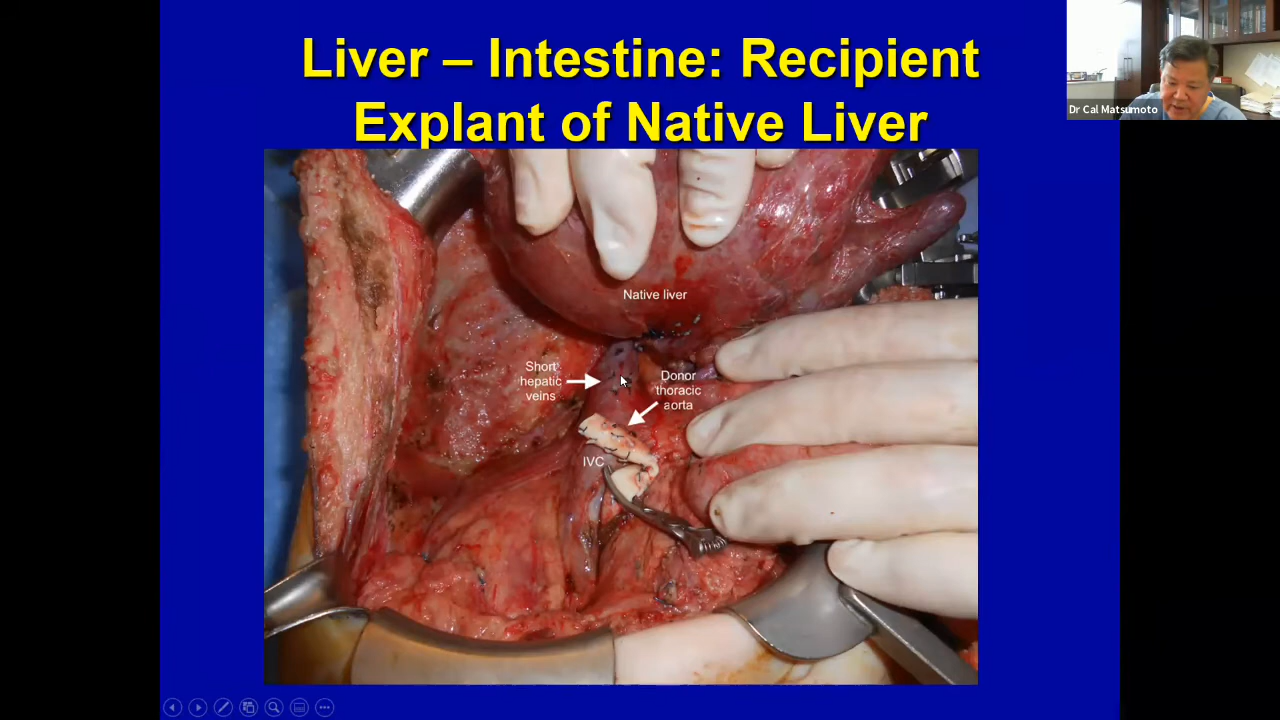 Liver – Intestine: Recipient
Explant of Native Liver
Dr Cal Matsumoto
Native liver
Short
hepatic
veins
Donor
thoracic
aorta
IVC